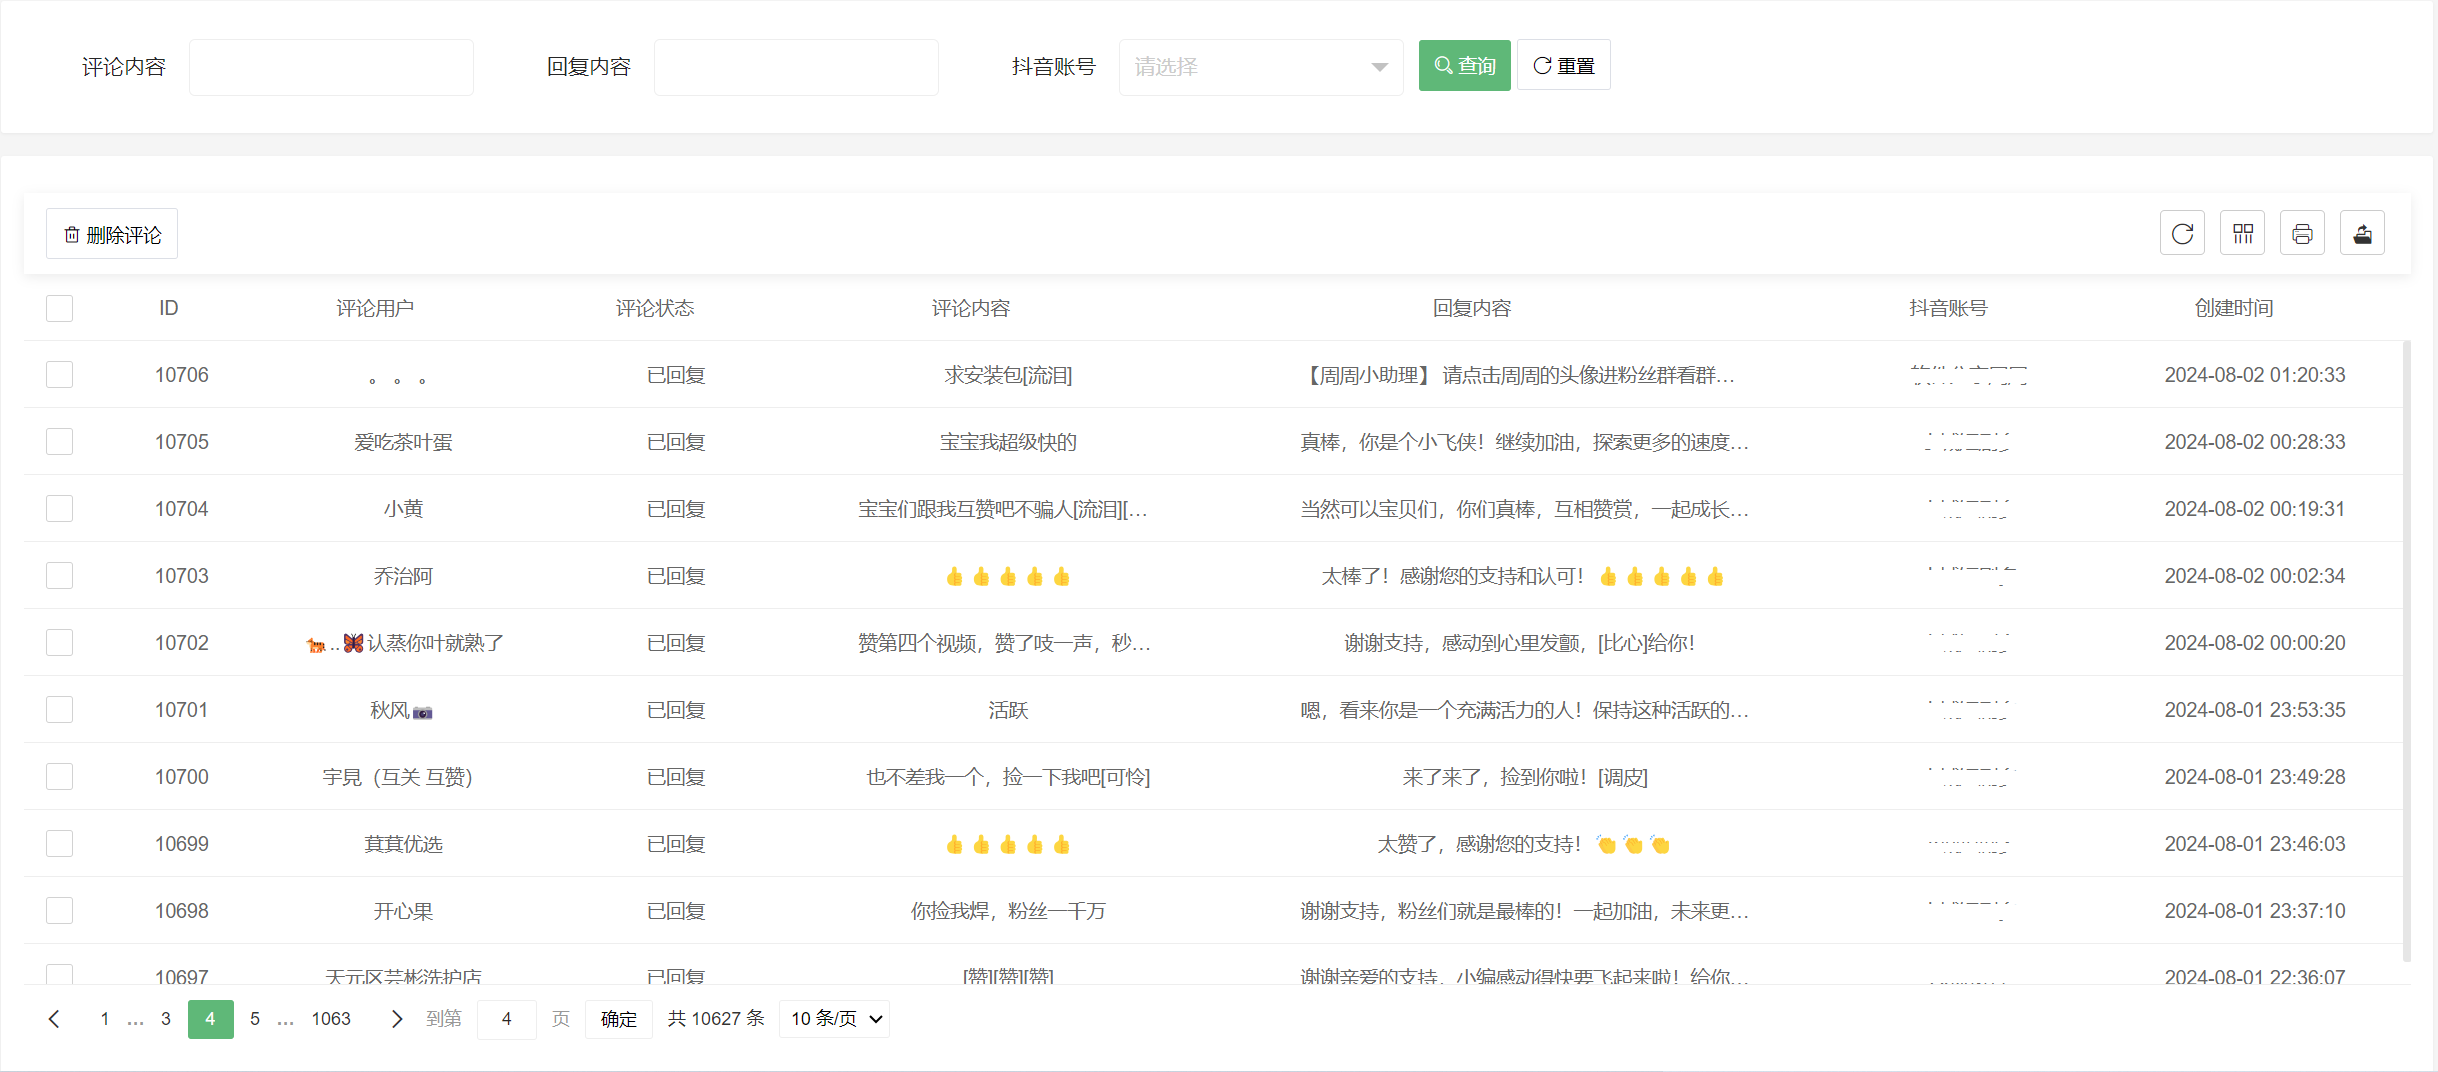 评论内容 回复内容 抖音账号 请选择 查询 重置
删除评论
ID 评论用户 评论状态 评论内容 回复内容 抖音账号 创建时间
10706 。。。 已回复 求安装包[流泪] 【周周小助理】 请点击周周的头像进粉丝群看群... 2024-08-02 01:20:33
10705 爱吃茶叶蛋 已回复 宝宝我超级快的 真棒，你是个小飞侠！继续加油，探索更多的速度... 2024-08-02 00:28:33
10704 小黄 已回复 宝宝们跟我互赞吧不骗人[流泪][... 当然可以宝贝们，你们真棒，互相赞赏，一起成长... 2024-08-02 00:19:31
10703 乔治阿 已回复 👍👍👍👍👍 太棒了！感谢您的支持和认可！👍👍👍👍👍 2024-08-02 00:02:34
10702 🐅..🦋认蒸你叶就熟了 已回复 赞第四个视频，赞了吱一声，秒... 谢谢支持，感动到心里发颤，[比心]给你！ 2024-08-02 00:00:20
10701 秋风📷 已回复 活跃 嗯，看来你是一个充满活力的人！保持这种活跃的... 2024-08-01 23:53:35
10700 宇見（互关 互赞） 已回复 也不差我一个，捡一下我吧[可怜] 来了来了，捡到你啦！[调皮] 2024-08-01 23:49:28
10699 萁萁优选 已回复 👍👍👍👍👍 太赞了，感谢您的支持！👏👏👏 2024-08-01 23:46:03
10698 开心果 已回复 你捡我焊，粉丝一千万 谢谢支持，粉丝们就是最棒的！一起加油，未来更... 2024-08-01 23:37:10
10697 天元区芸彬洗护店 已回复 [赞][赞][赞] 谢谢亲爱的支持，小编感动得快要飞起来啦！给你... 2024-08-01 22:36:07
1 ... 3 4 5 ... 1063 到第 4 页 确定 共 10627 条 10 条/页